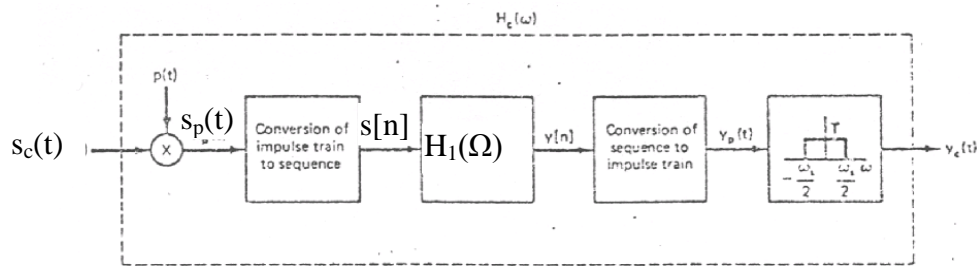 H_c(ω)
p(t)
s_c(t)
×
s_p(t)
Conversion of
impulse train
to sequence
s[n]
H₁(Ω)
y[n]
Conversion of
sequence to
impulse train
y_p(t)
T
-ω_s/2
ω_s/2
ω
y_c(t)